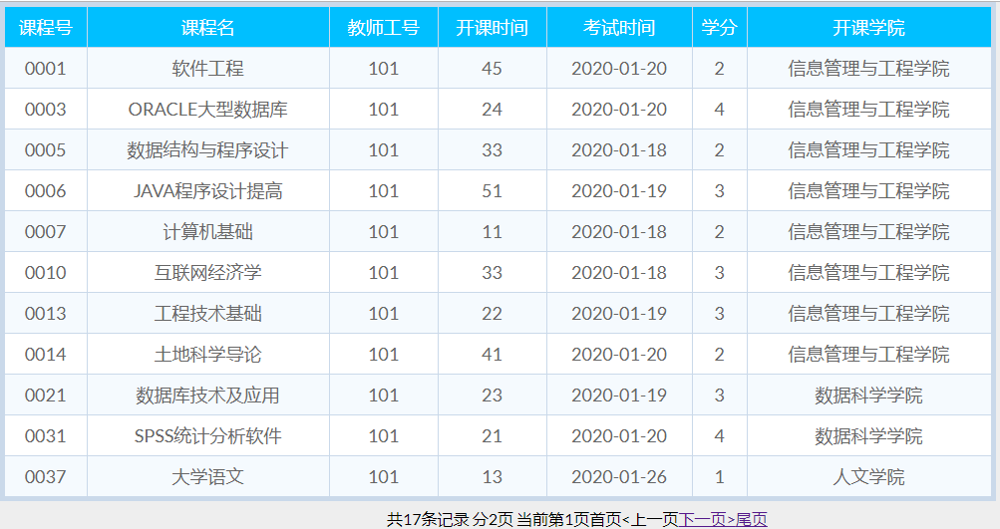 课程号 课程名 教师工号 开课时间 考试时间 学分 开课学院
0001 软件工程 101 45 2020-01-20 2 信息管理与工程学院
0003 ORACLE大型数据库 101 24 2020-01-20 4 信息管理与工程学院
0005 数据结构与程序设计 101 33 2020-01-18 2 信息管理与工程学院
0006 JAVA程序设计提高 101 51 2020-01-19 3 信息管理与工程学院
0007 计算机基础 101 11 2020-01-18 2 信息管理与工程学院
0010 互联网经济学 101 33 2020-01-18 3 信息管理与工程学院
0013 工程技术基础 101 22 2020-01-19 3 信息管理与工程学院
0014 土地科学导论 101 41 2020-01-20 2 信息管理与工程学院
0021 数据库技术及应用 101 23 2020-01-19 3 数据科学学院
0031 SPSS统计分析软件 101 21 2020-01-20 4 数据科学学院
0037 大学语文 101 13 2020-01-26 1 人文学院
共17条记录 分2页 当前第1页首页<上一页下一页>尾页